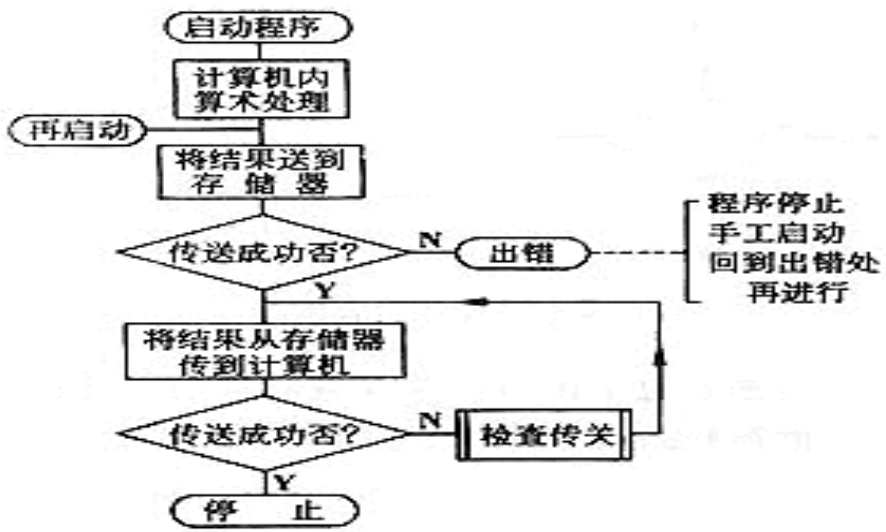 启动程序
计算机内
算术处理
再启动
将结果送到
存储器
传送成功否?
N
出错
程序停止
手工启动
回到出错处
再进行
Y
将结果从存储器
传到计算机
传送成功否?
N
检查传关
Y
停止